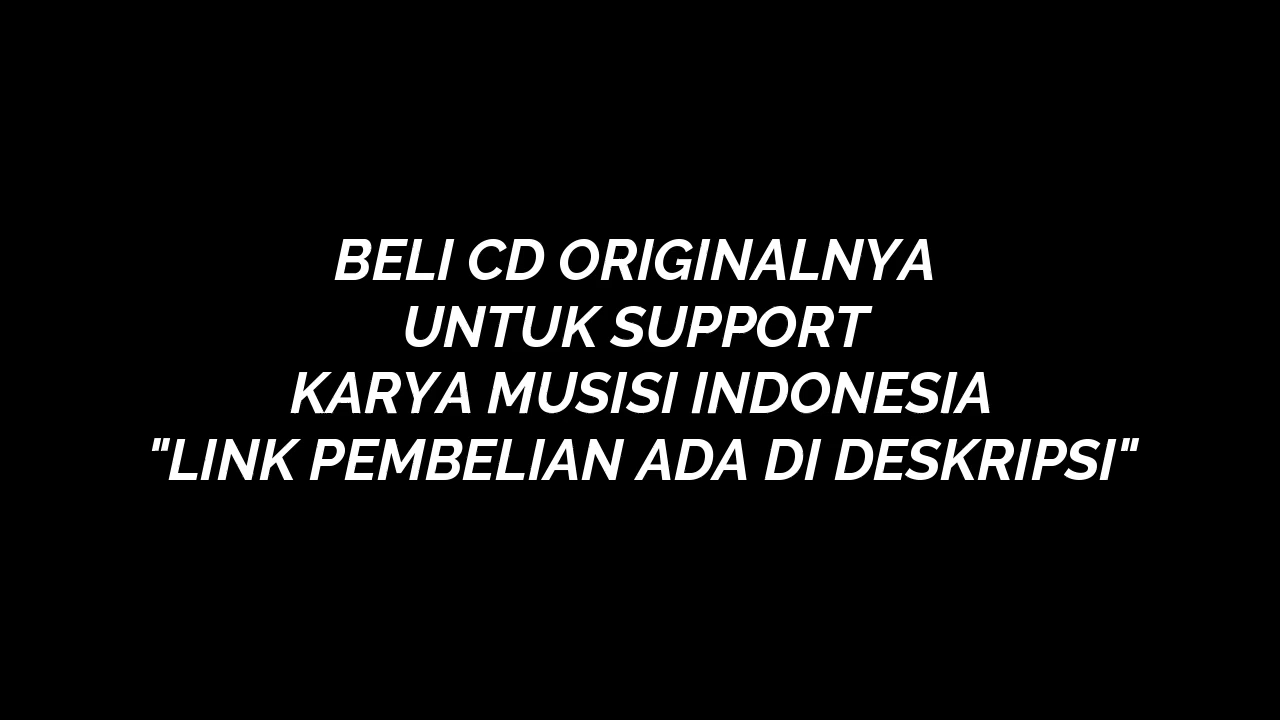 BELI CD ORIGINALNYA
UNTUK SUPPORT
KARYA MUSISI INDONESIA
"LINK PEMBELIAN ADA DI DESKRIPSI"